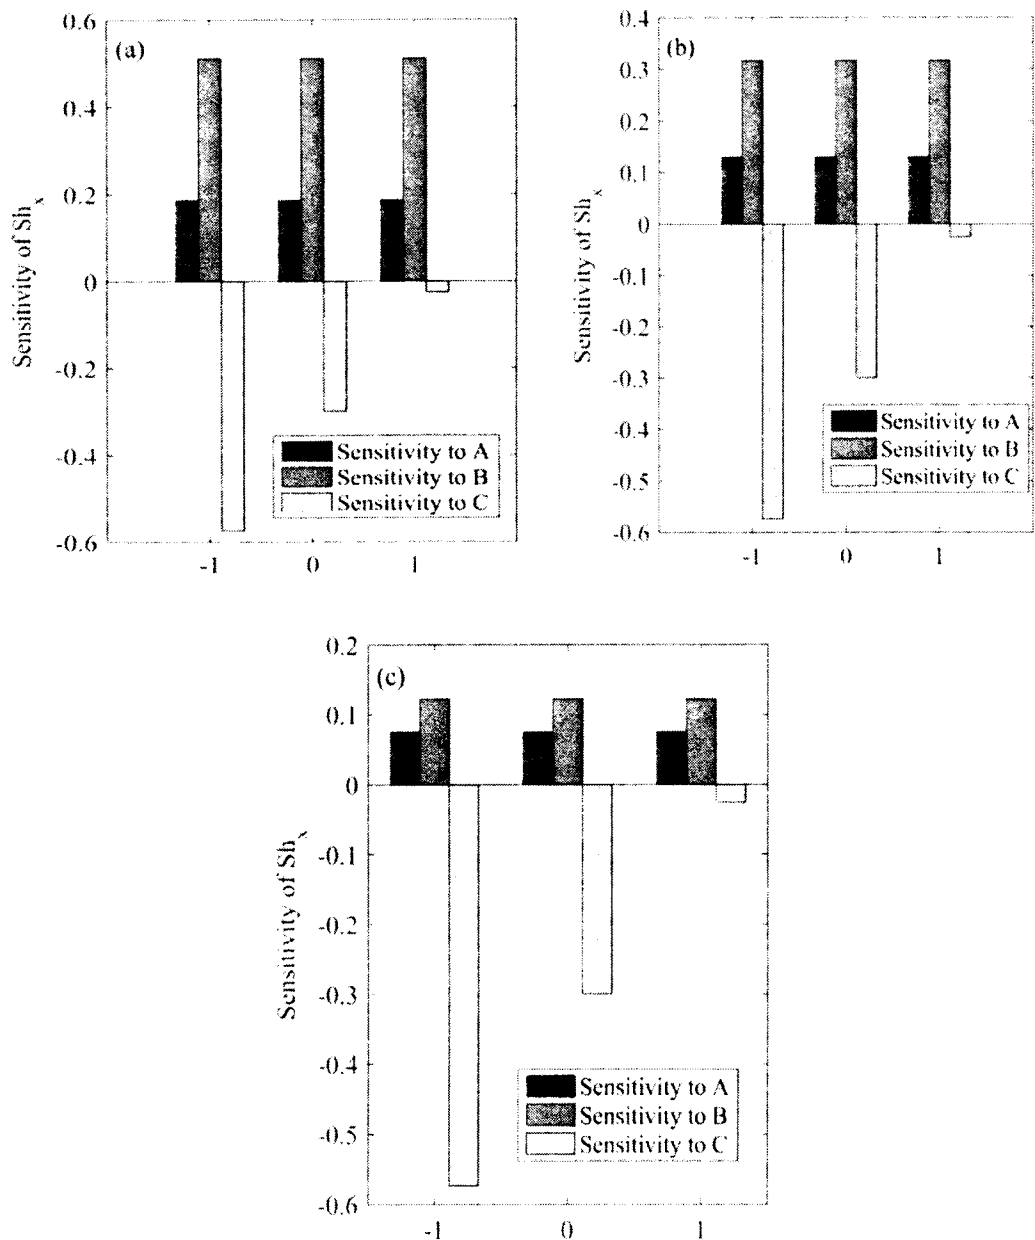 (a)
0.6
0.4
0.2
0
-0.2
-0.4
-0.6
Sensitivity of Shx
Sensitivity to A
Sensitivity to B
Sensitivity to C
-1 0 1
(b)
0.4
0.3
0.2
0.1
0
-0.1
-0.2
-0.3
-0.4
-0.5
-0.6
Sensitivity of Shx
Sensitivity to A
Sensitivity to B
Sensitivity to C
-1 0 1
(c)
0.2
0.1
0
-0.1
-0.2
-0.3
-0.4
-0.5
-0.6
Sensitivity of Shx
Sensitivity to A
Sensitivity to B
Sensitivity to C
-1 0 1